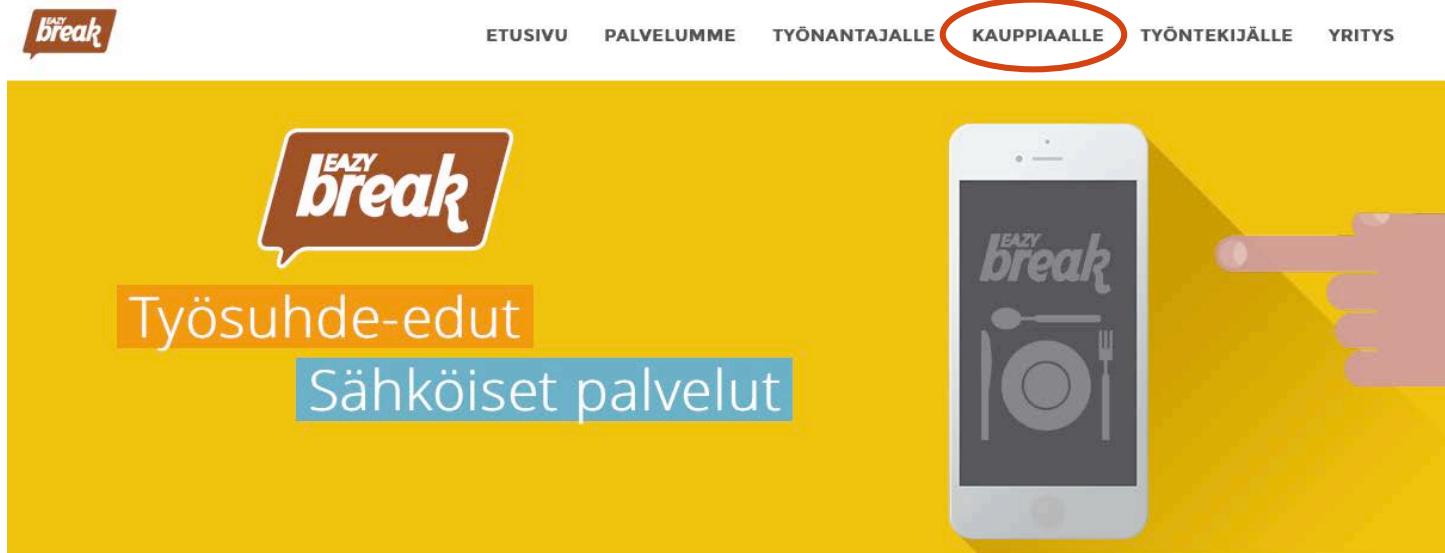 EAZY
break
ETUSIVU PALVELUMME TYÖNANTAJALLE KAUPPIAALLE TYÖNTEKIJÄLLE YRITYS
EAZY
break
EAZY
break
Työsuhde-edut
Sähköiset palvelut